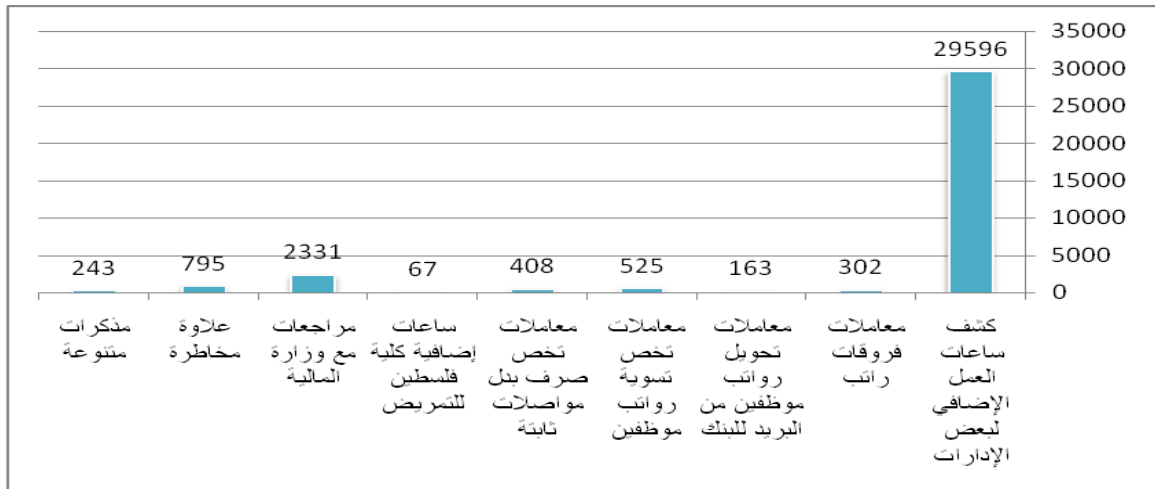 35000
30000
25000
20000
15000
10000
5000
0
29596
302
163
525
408
67
2331
795
243
كشف
ساعات
العمل
الإضافي
لبعض
الإدارات
معاملات
فروقات
راتب
معاملات
تحويل
رواتب
موظفين من
البريد للبنك
معاملات
تخص
تسوية
رواتب
موظفين
معاملات
تخص
صرف بدل
مواصلات
ثابتة
ساعات
إضافية كلية
فلسطين
للتمريض
مراجعات
مع وزارة
المالية
علاوة
مخاطرة
مذكرات
متنوعة